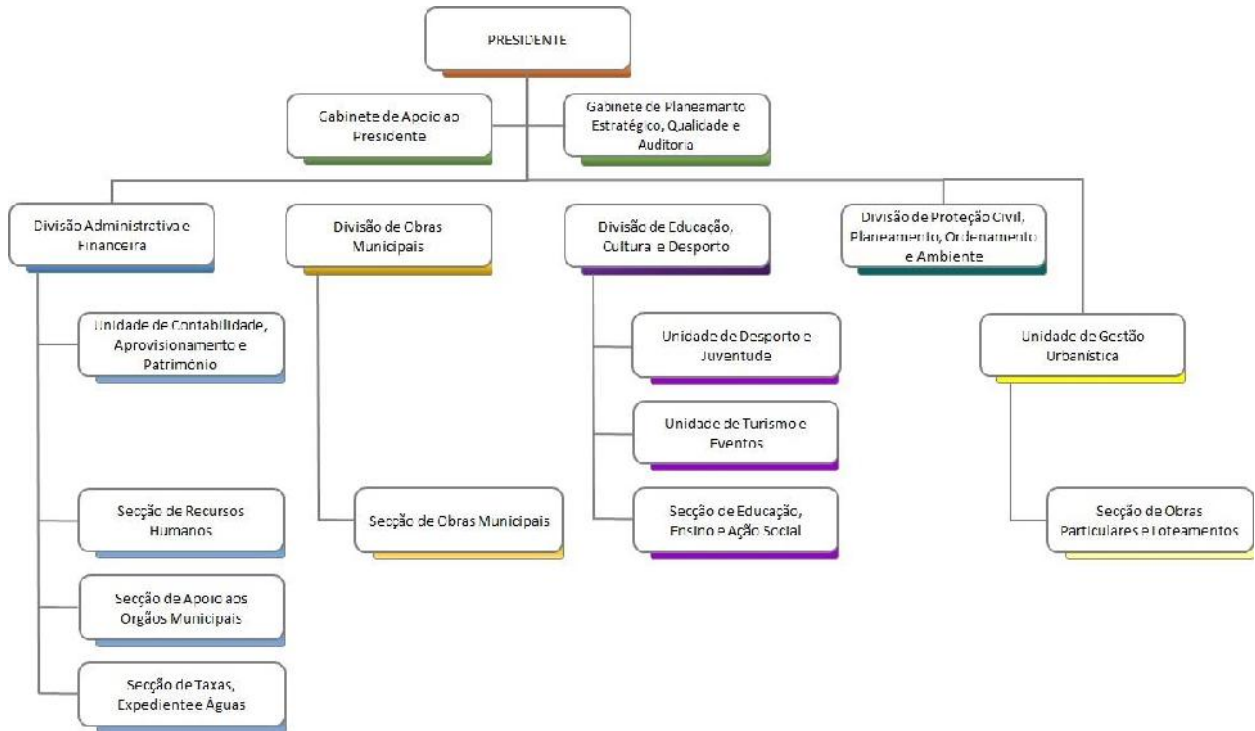 PRESIDENTE
Gabinete de Apoio ao
Presidente
Gabinete de Planeamanto
Estratégico, Qualidade e
Auditoria
Divisão Administrativa e
Financeira
Divisão de Obras
Municipais
Divisão de Educação,
Cultura e Desporto
Divisão de Proteção Civil,
Planeamento, Ordenamento
e Ambiente
Unidade de Contabilidade,
Aprovisionamento e
Património
Unidade de Desporto e
Juventude
Unidade de Gestão
Urbanística
Unidade de Turismo e
Eventos
Secção de Recursos
Humanos
Secção de Obras Municipais
Secção de Educação,
Ensino e Ação Social
Secção de Obras
Particulares e Loteamentos
Secção de Apoio aos
Orgãos Municipais
Secção de Taxas,
Expediente e Águas